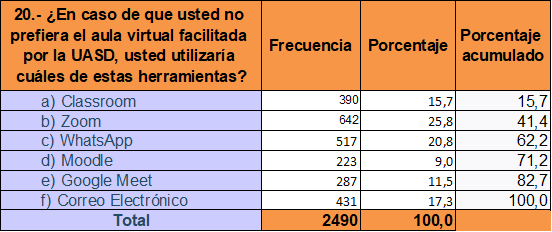 20.- ¿En caso de que usted no prefiera el aula virtual facilitada por la UASD, usted utilizaría cuáles de estas herramientas? Frecuencia Porcentaje Porcentaje acumulado
a) Classroom 390 15,7 15,7
b) Zoom 642 25,8 41,4
c) WhatsApp 517 20,8 62,2
d) Moodle 223 9,0 71,2
e) Google Meet 287 11,5 82,7
f) Correo Electrónico 431 17,3 100,0
Total 2490 100,0